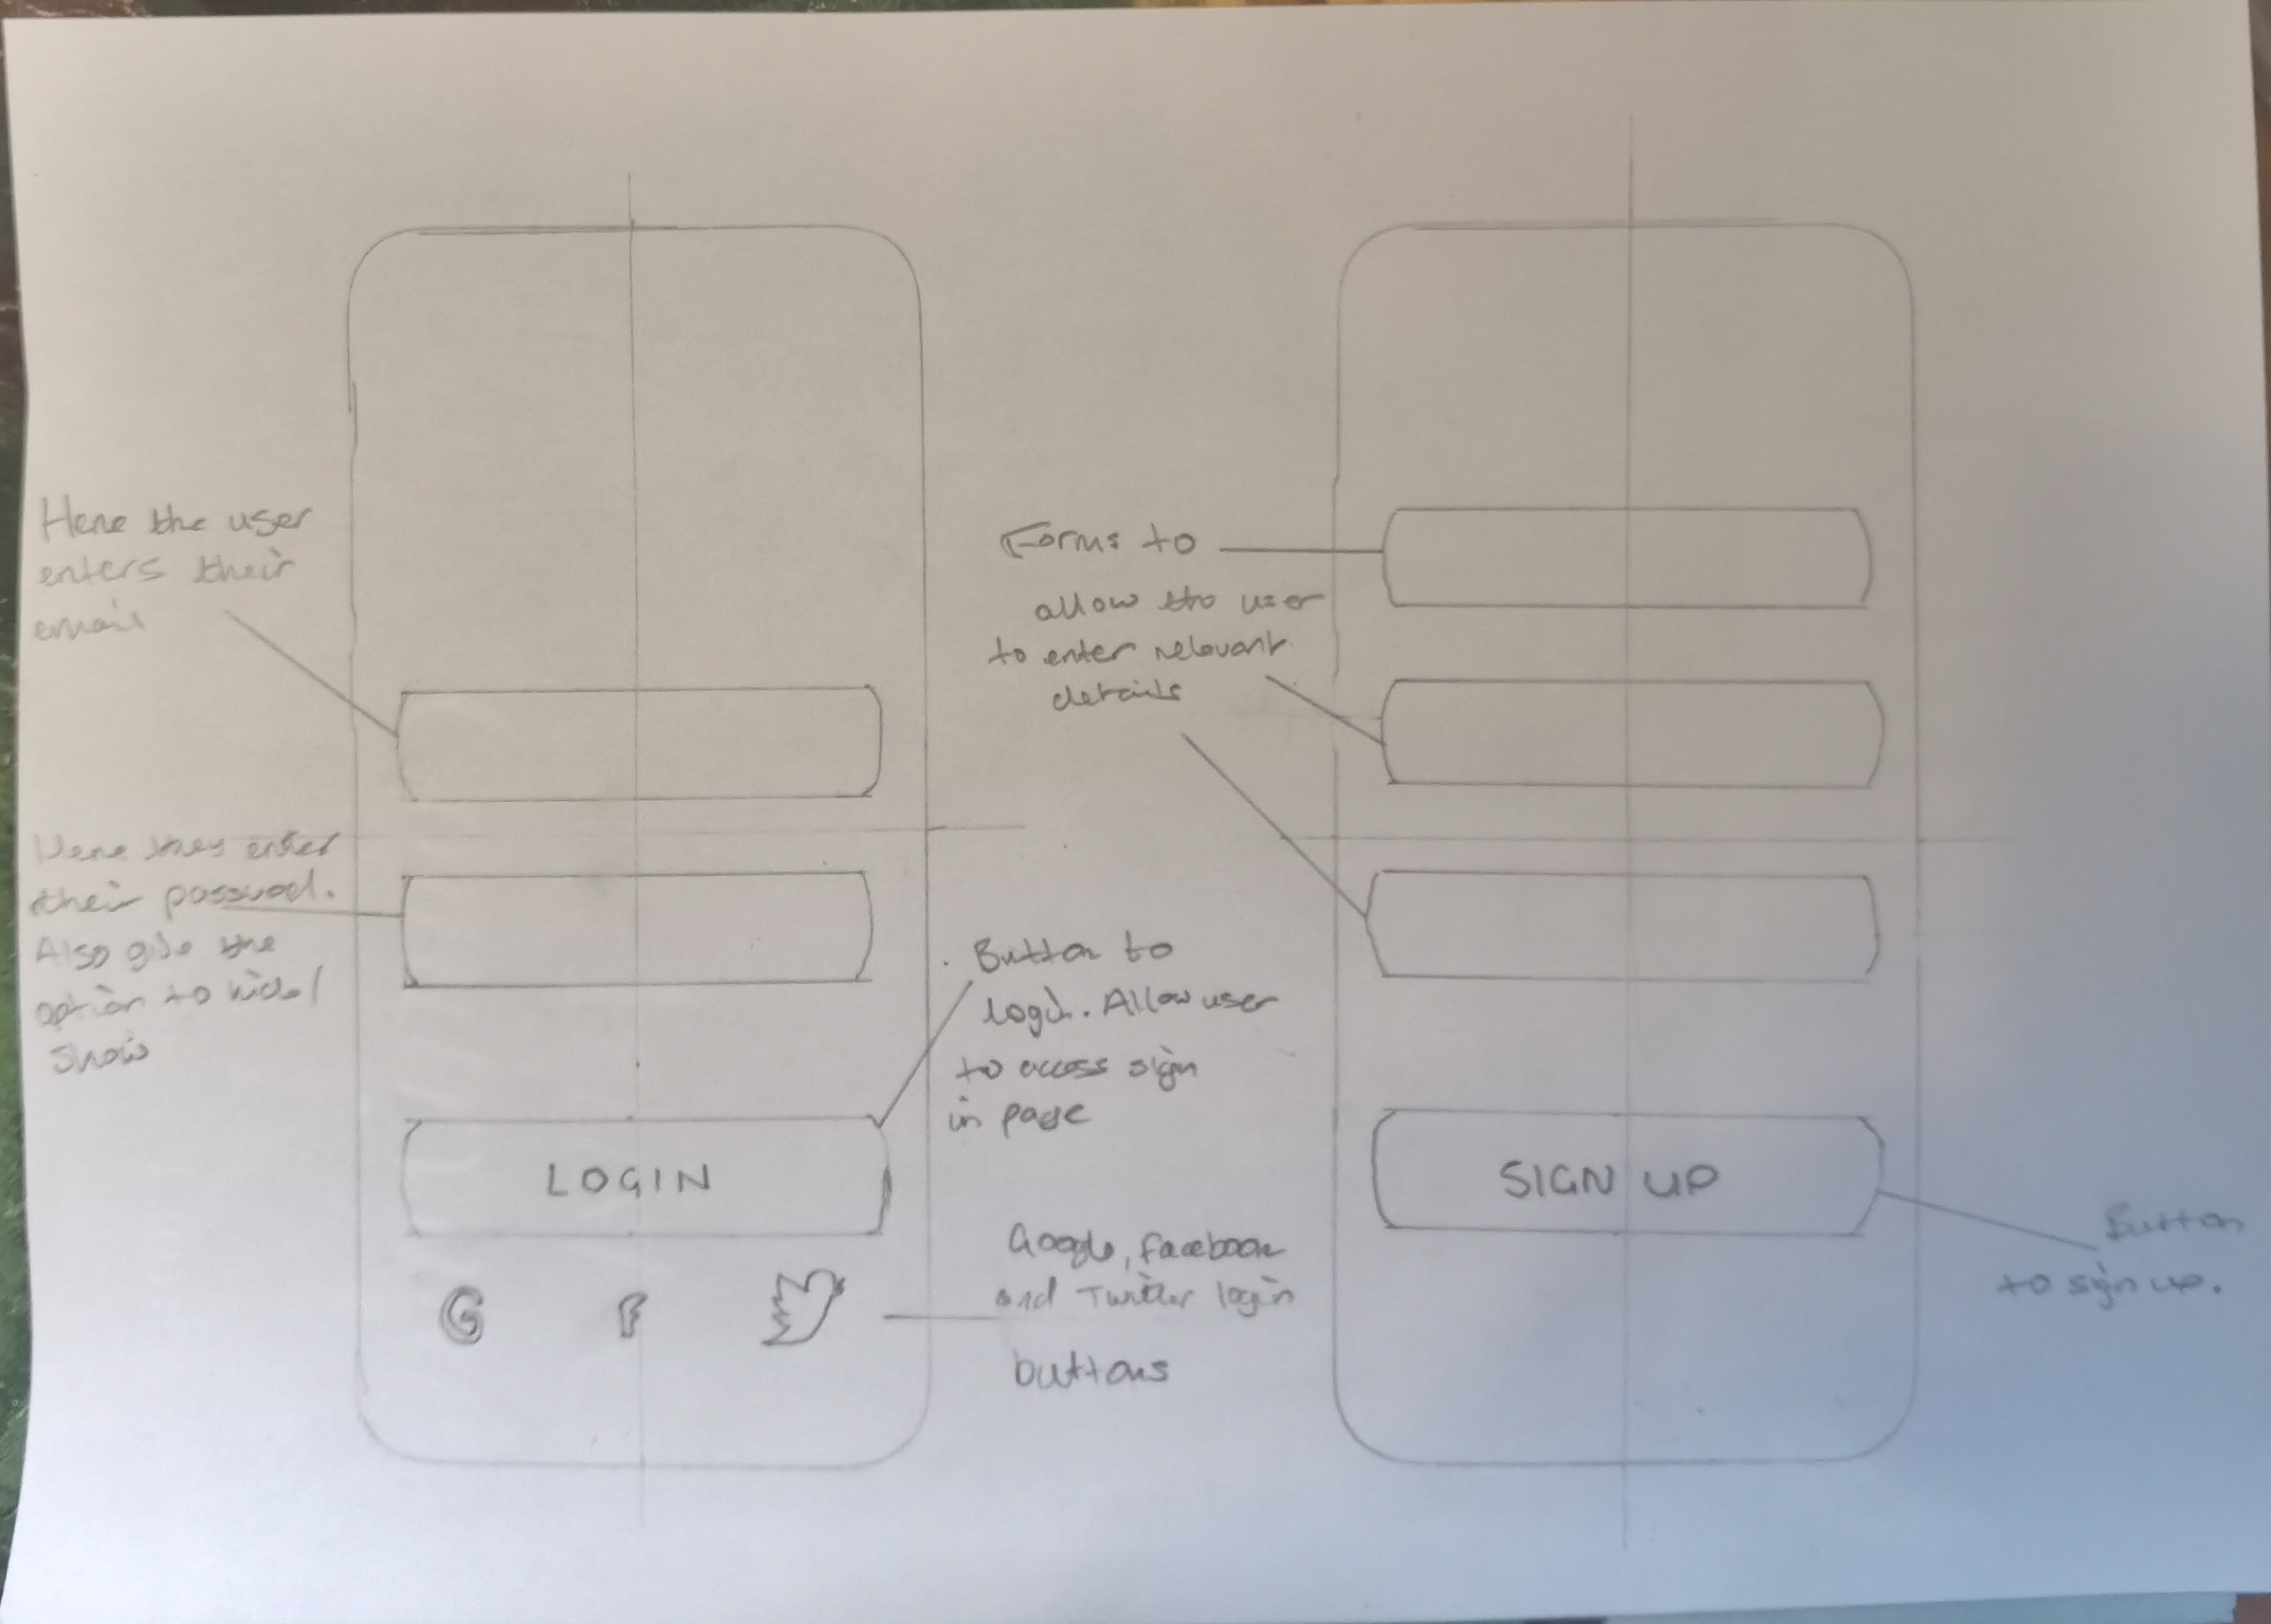 Here the user
enters their
email
Here they enter
their password.
Also give the
option to hide/
show
LOGIN
G f
Button to
login. Allow user
to access sign
in page
Google, facebook
and Twitter login
buttons
Forms to
allow the user
to enter relevant
details
SIGN UP
Button
to sign up.